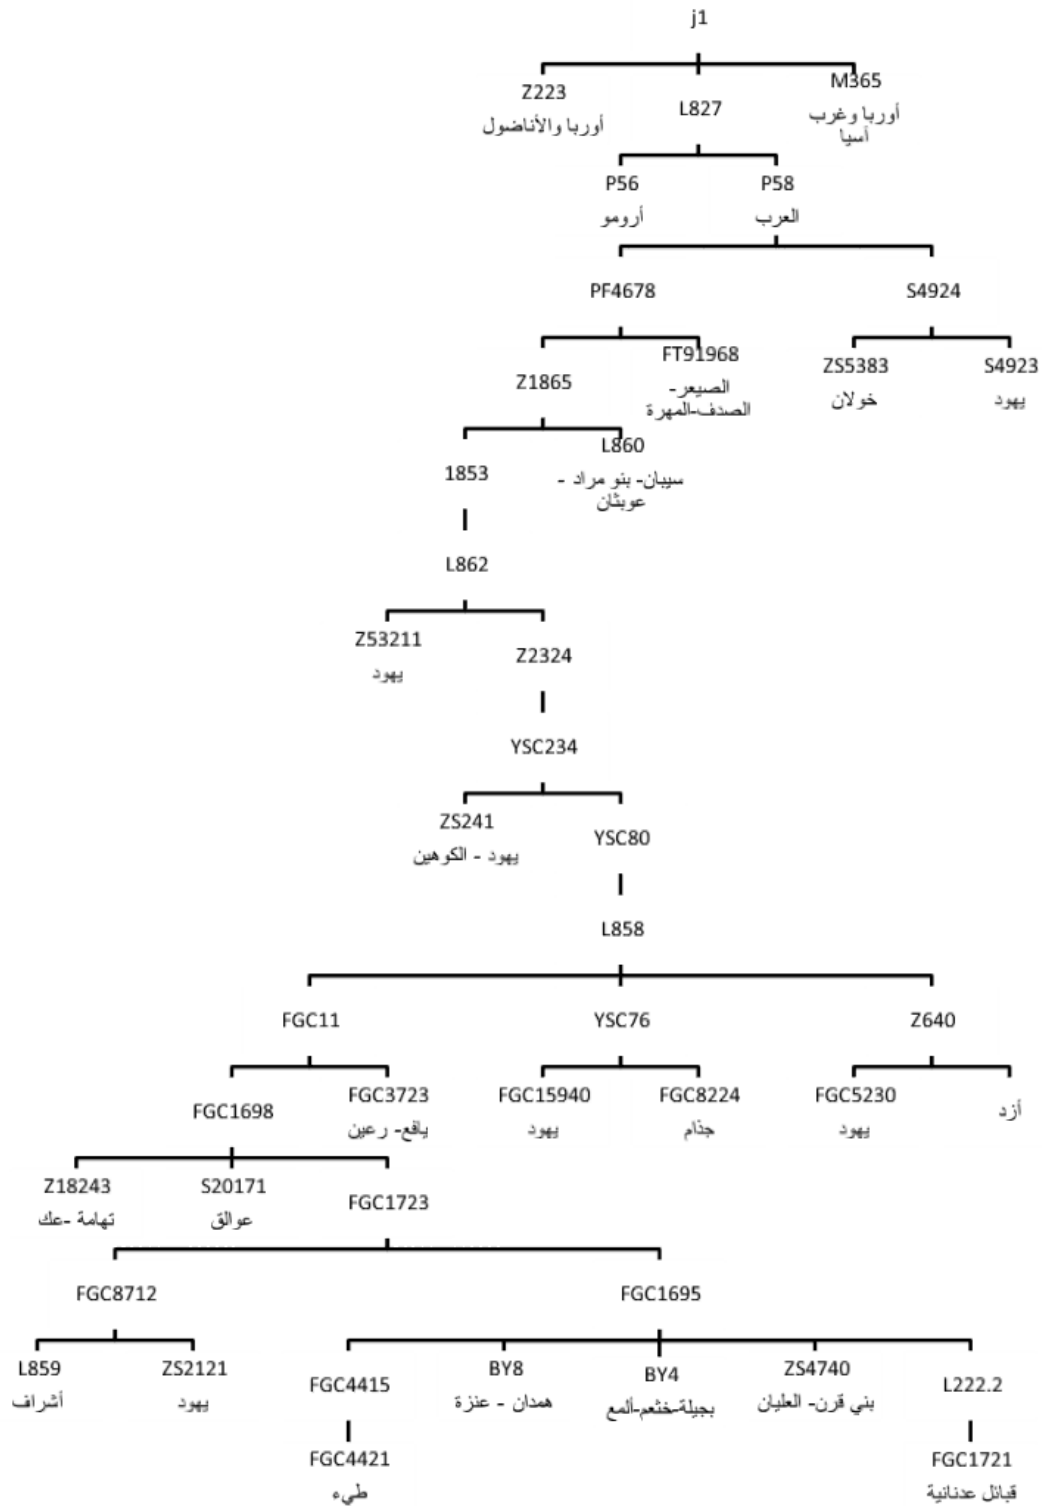 j1
Z223
أوربا والأناضول
L827
M365
أوربا وغرب
أسيا
P56
أرومو
P58
العرب
PF4678
S4924
Z1865
FT91968
الصيعر-
الصدف-المهرة
ZS5383
خولان
S4923
يهود
1853
L860
سيبان- بنو مراد -
عوبثان
L862
Z53211
يهود
Z2324
YSC234
ZS241
يهود - الكوهين
YSC80
L858
FGC11
YSC76
Z640
FGC1698
FGC3723
يافع- رعين
FGC15940
يهود
FGC8224
جذام
FGC5230
يهود
أزد
Z18243
تهامة -عك
S20171
عوالق
FGC1723
FGC8712
FGC1695
L859
أشراف
ZS2121
يهود
FGC4415
BY8
همدان - عنزة
BY4
بجيلة-خثعم-ألمع
ZS4740
بني قرن- العليان
L222.2
FGC4421
طيء
FGC1721
قبائل عدنانية